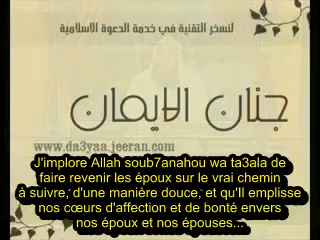 لنسخر التقنية في خدمة الدعوة الاسلامية
جنان الايمان
www.da3yaa.jeeran.com
J'implore Allah soub7anahou wa ta3ala de
faire revenir les époux sur le vrai chemin
à suivre, d'une manière douce, et qu'Il emplisse
nos cœurs d'affection et de bonté envers
nos époux et nos épouses...